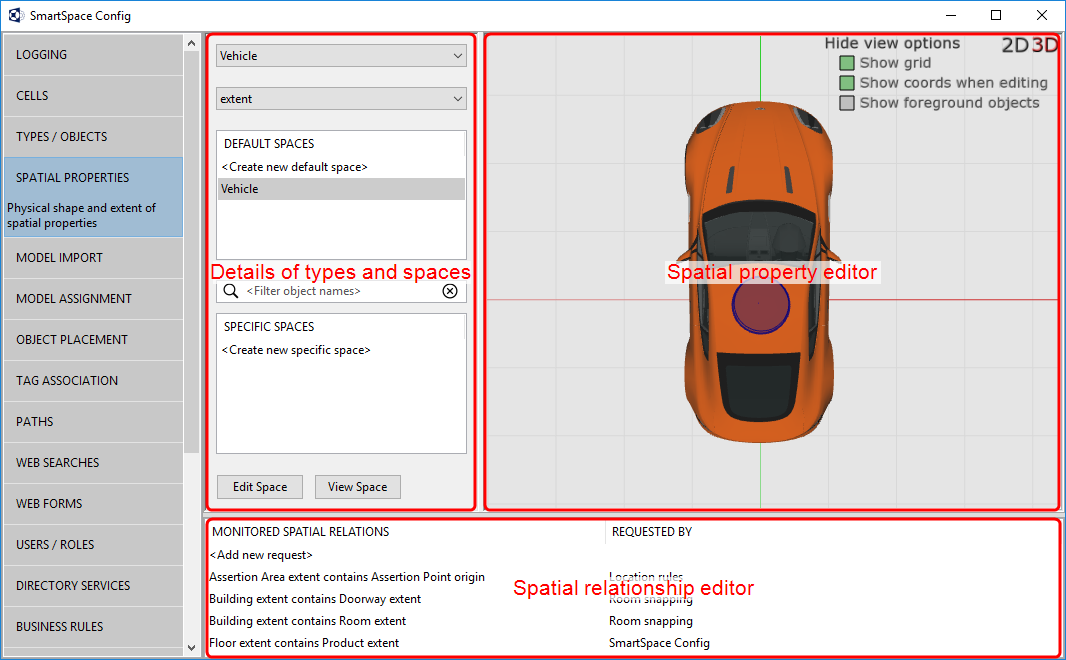 SmartSpace Config
LOGGING
CELLS
TYPES / OBJECTS
SPATIAL PROPERTIES
Physical shape and extent of
spatial properties
MODEL IMPORT
MODEL ASSIGNMENT
OBJECT PLACEMENT
TAG ASSOCIATION
PATHS
WEB SEARCHES
WEB FORMS
USERS / ROLES
DIRECTORY SERVICES
BUSINESS RULES
Vehicle
extent
DEFAULT SPACES
<Create new default space>
Vehicle
Details of types and spaces
<Filter object names>
SPECIFIC SPACES
<Create new specific space>
Edit Space View Space
Hide view options 2D 3D
Show grid
Show coords when editing
Show foreground objects
Spatial property editor
MONITORED SPATIAL RELATIONS REQUESTED BY
<Add new request>
Assertion Area extent contains Assertion Point origin Location rules
Spatial relationship editor
Building extent contains Doorway extent Room snapping
Building extent contains Room extent Room snapping
Floor extent contains Product extent SmartSpace Config